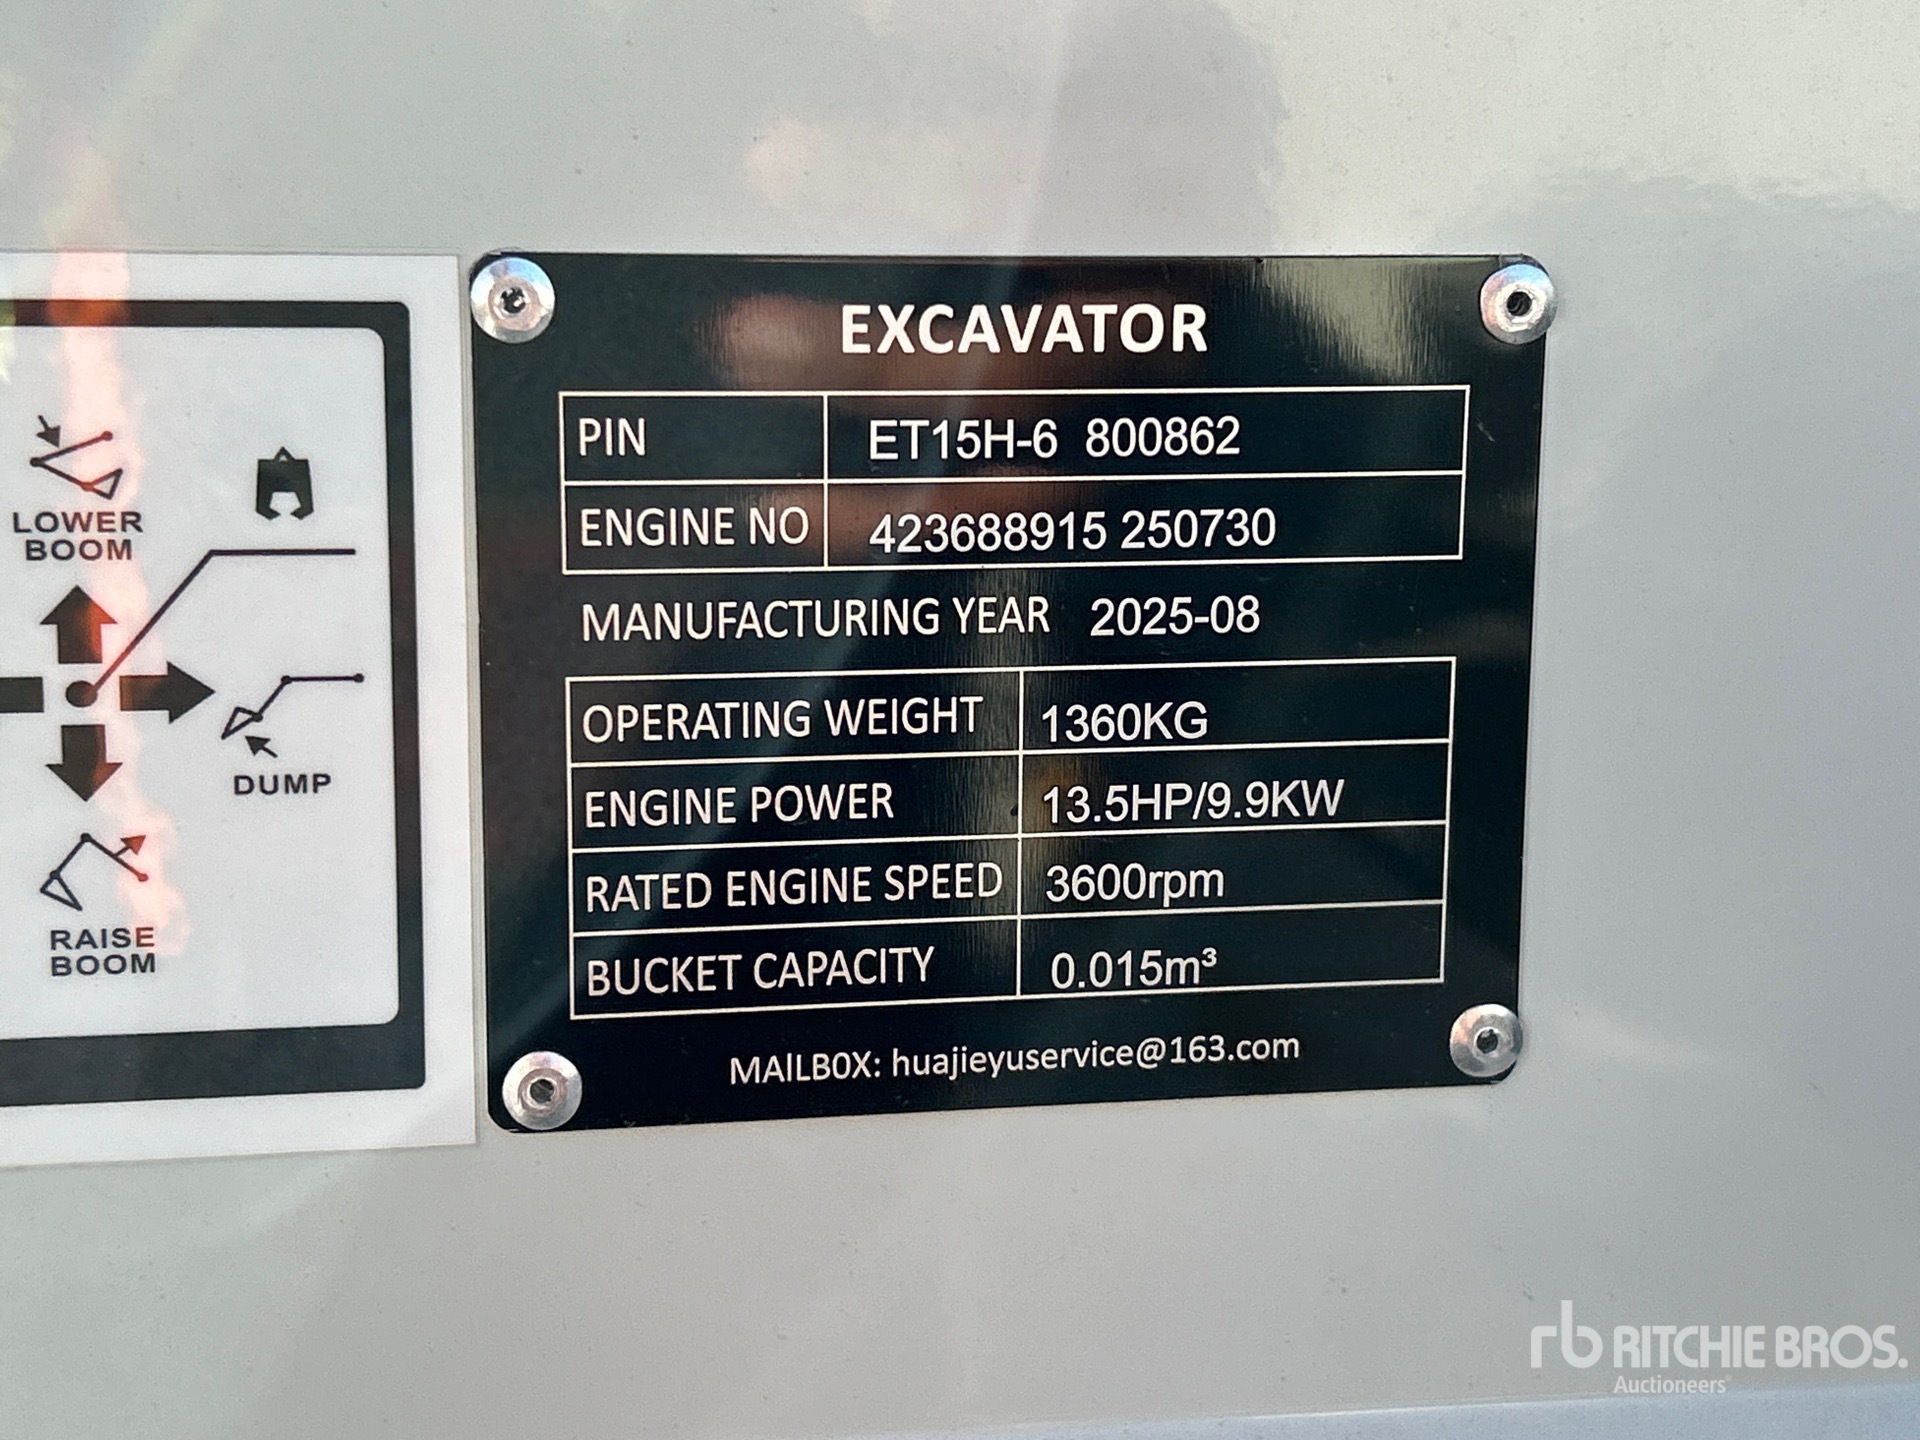 LOWER
BOOM
DUMP
RAISE
BOOM
EXCAVATOR
PIN ET15H-6 800862
ENGINE NO 423688915 250730
MANUFACTURING YEAR 2025-08
OPERATING WEIGHT 1360KG
ENGINE POWER 13.5HP/9.9KW
RATED ENGINE SPEED 3600rpm
BUCKET CAPACITY 0.015m³
MAILBOX: huajieyuservice@163.com
rb RITCHIE BROS.
Auctioneers